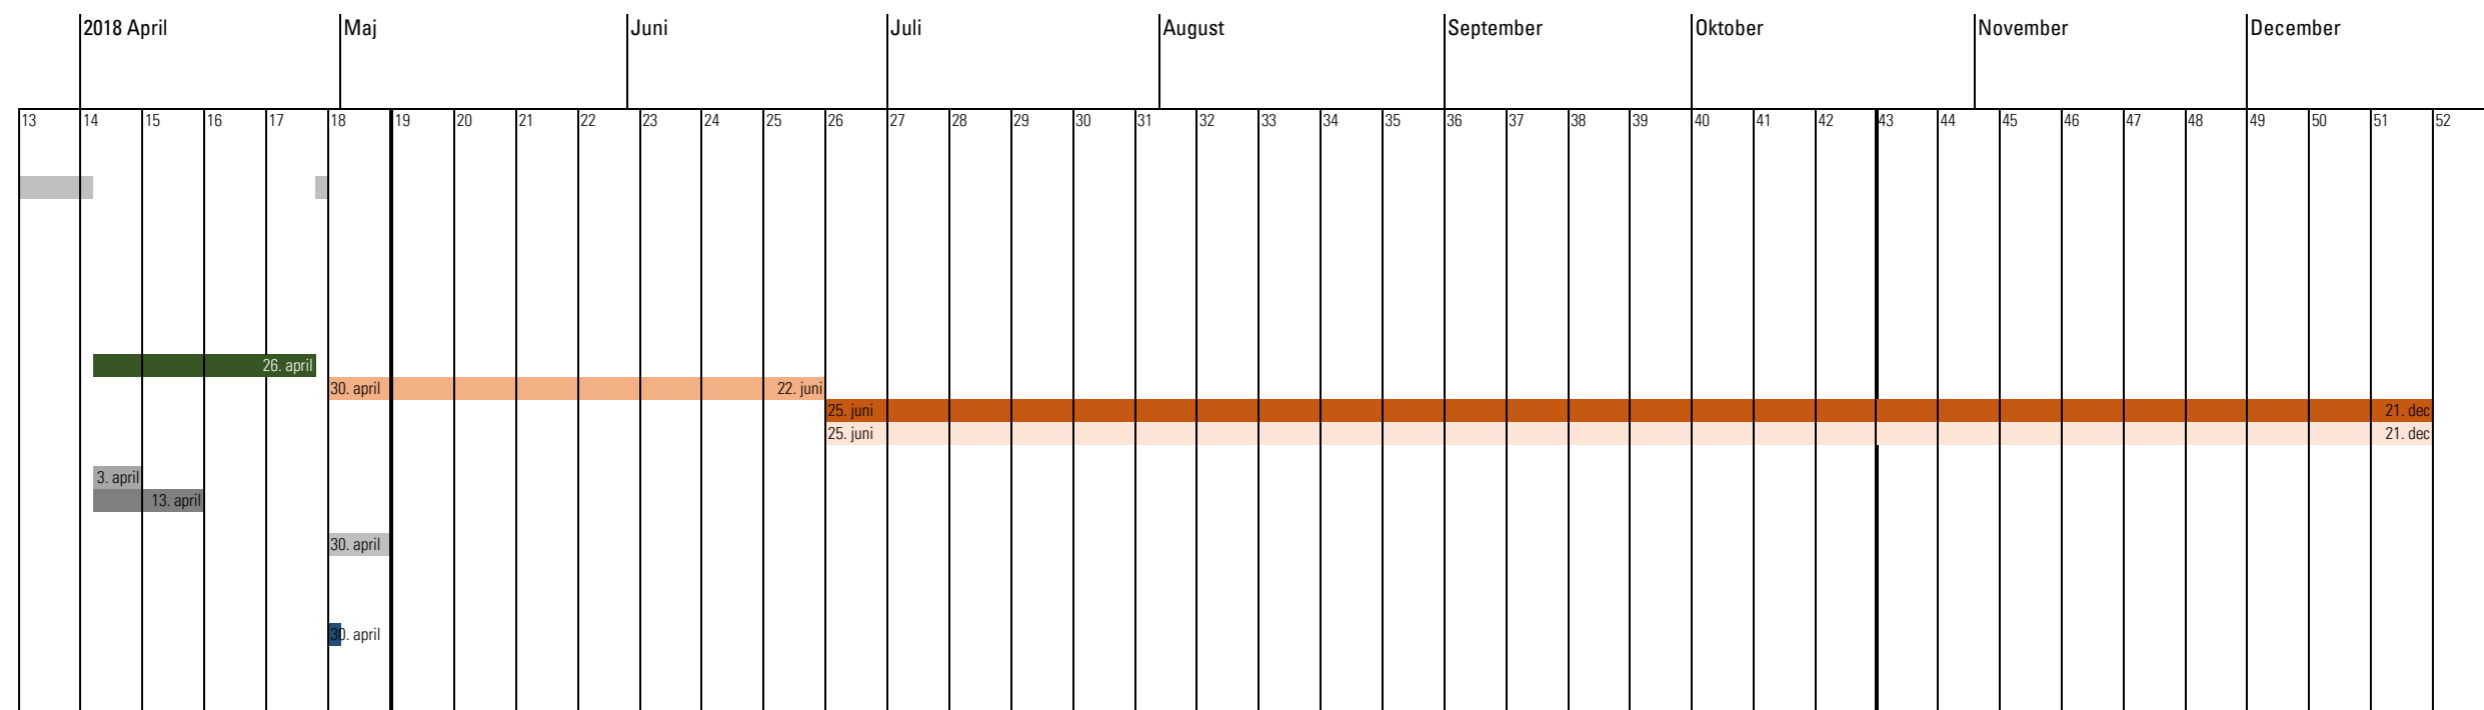 2018 April Maj Juni Juli August September Oktober November December
13 14 15 16 17 18 19 20 21 22 23 24 25 26 27 28 29 30 31 32 33 34 35 36 37 38 39 40 41 42 43 44 45 46 47 48 49 50 51 52
26. april
30. april 22. juni
25. juni 21. dec
25. juni 21. dec
3. april
13. april
30. april
30. april